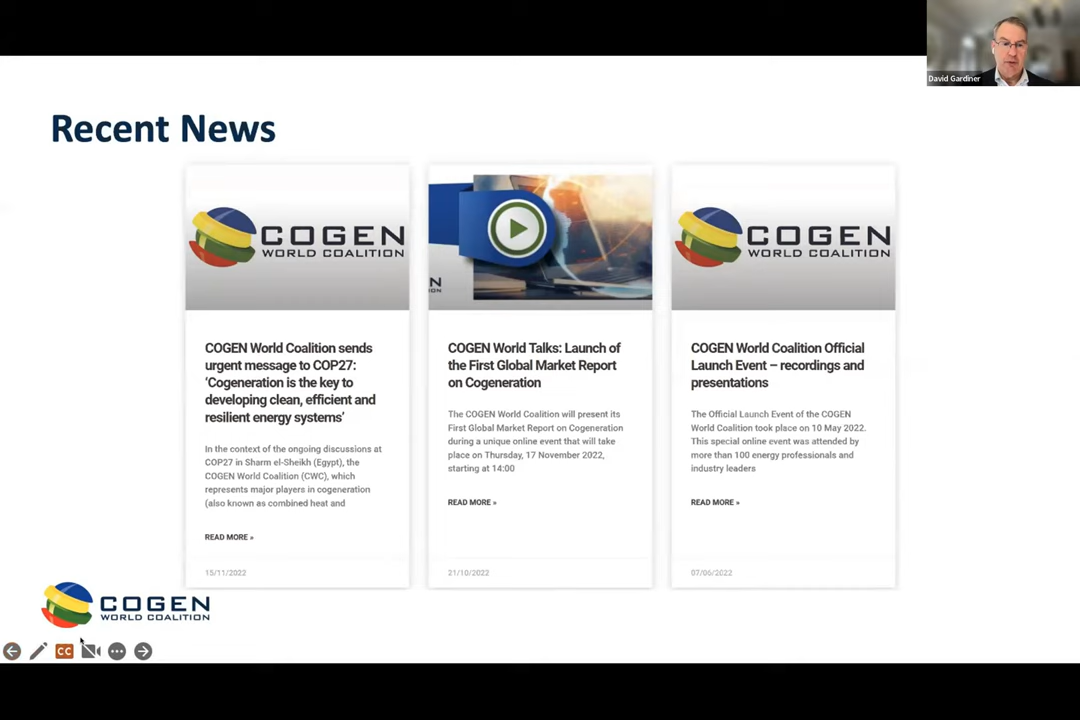 David Gardiner
Recent News
COGEN
WORLD COALITION
COGEN World Coalition sends
urgent message to COP27:
‘Cogeneration is the key to
developing clean, efficient and
resilient energy systems’
In the context of the ongoing discussions at
COP27 in Sharm el-Sheikh (Egypt), the
COGEN World Coalition (CWC), which
represents major players in cogeneration
(also known as combined heat and
READ MORE »
15/11/2022
N
ION
COGEN World Talks: Launch of
the First Global Market Report
on Cogeneration
The COGEN World Coalition will present its
First Global Market Report on Cogeneration
during a unique online event that will take
place on Thursday, 17 November 2022,
starting at 14:00
READ MORE »
21/10/2022
COGEN
WORLD COALITION
COGEN World Coalition Official
Launch Event – recordings and
presentations
The Official Launch Event of the COGEN
World Coalition took place on 10 May 2022.
This special online event was attended by
more than 100 energy professionals and
industry leaders
READ MORE »
07/06/2022
COGEN
WORLD COALITION
CC